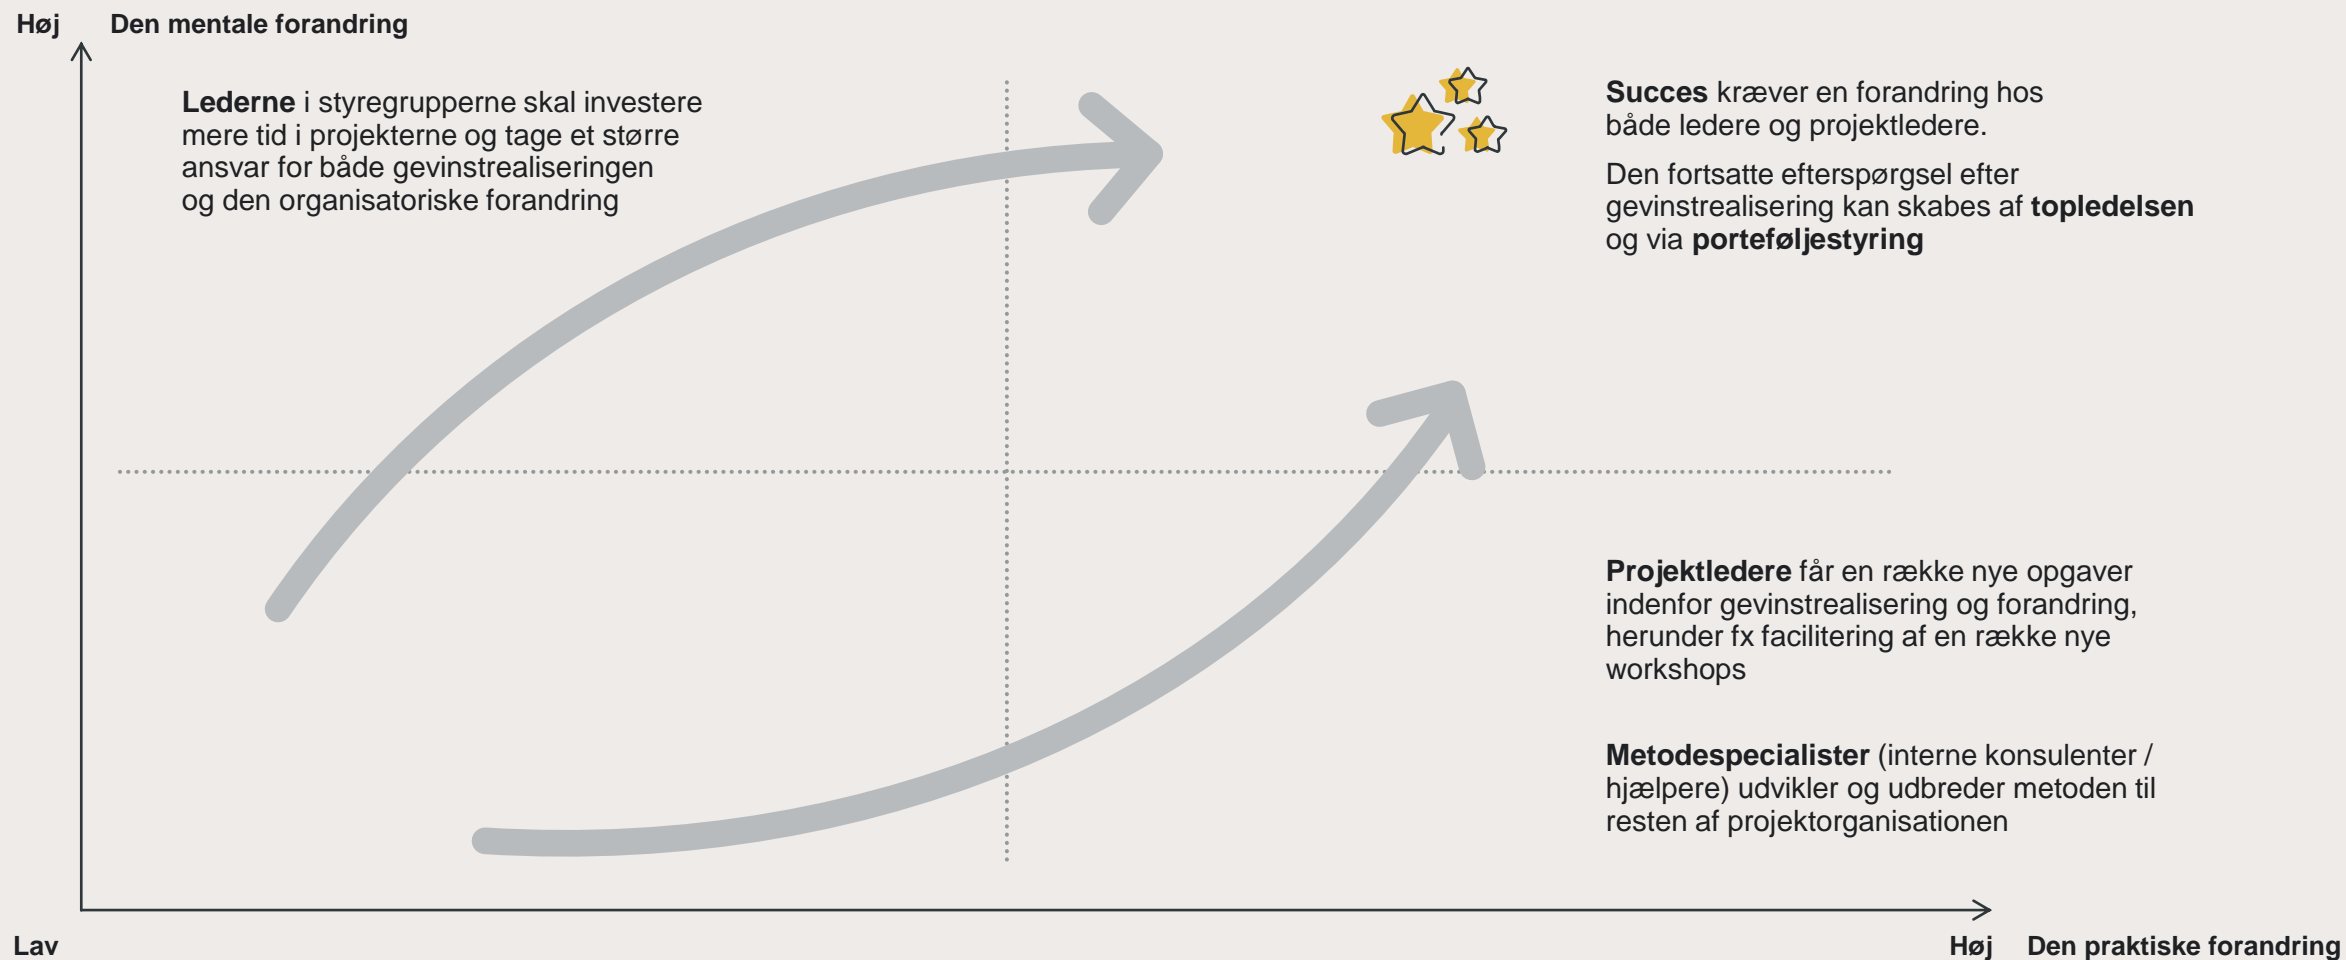 Høj
Den mentale forandring
Lederne i styregrupperne skal investere
mere tid i projekterne og tage et større
ansvar for både gevinstrealiseringen
og den organisatoriske forandring
Succes kræver en forandring hos
både ledere og projektledere.
Den fortsatte efterspørgsel efter
gevinstrealisering kan skabes af topledelsen
og via porteføljestyring
Projektledere får en række nye opgaver
indenfor gevinstrealisering og forandring,
herunder fx facilitering af en række nye
workshops
Metodespecialister (interne konsulenter /
hjælpere) udvikler og udbreder metoden til
resten af projektorganisationen
Lav
Høj
Den praktiske forandring